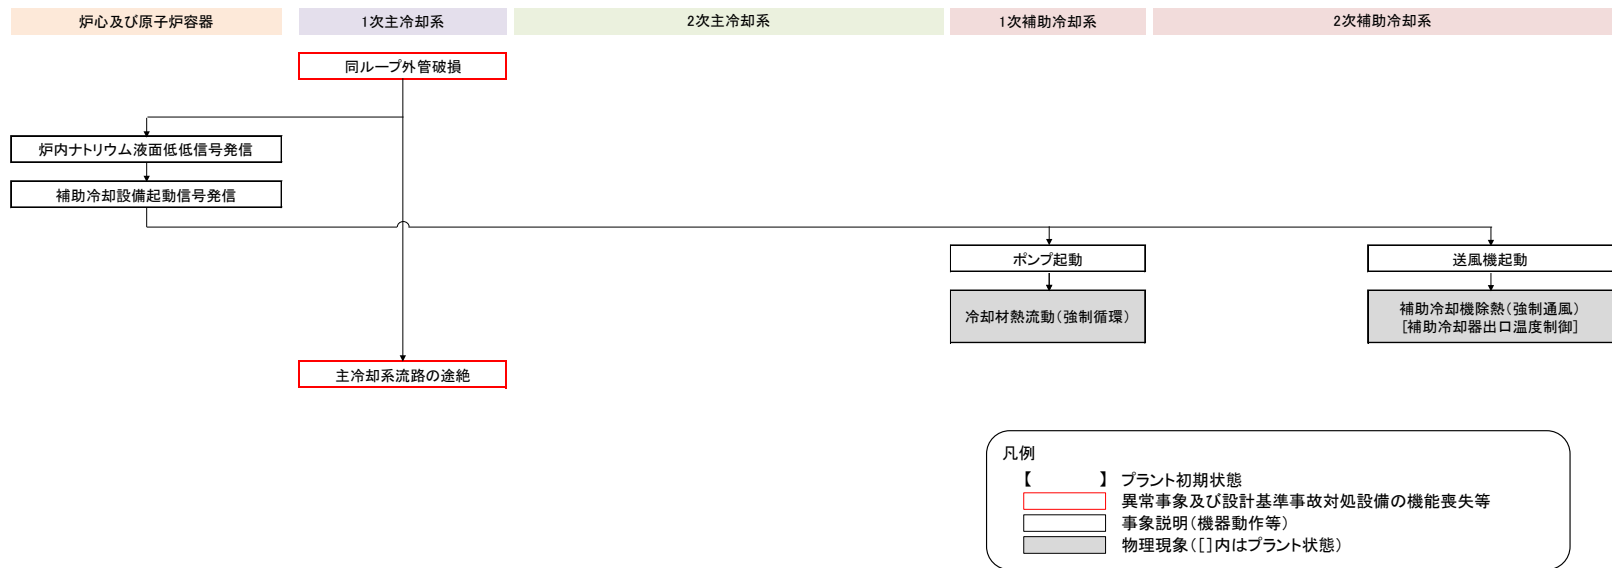 炉心及び原子炉容器
1次主冷却系
2次主冷却系
1次補助冷却系
2次補助冷却系
同ループ外管破損
炉内ナトリウム液面低低信号発信
補助冷却設備起動信号発信
ポンプ起動
送風機起動
冷却材熱流動(強制循環)
補助冷却機除熱(強制通風)
[補助冷却器出口温度制御]
主冷却系流路の途絶
凡例
【 】 プラント初期状態
異常事象及び設計基準事故対処設備の機能喪失等
事象説明(機器動作等)
物理現象([]内はプラント状態)